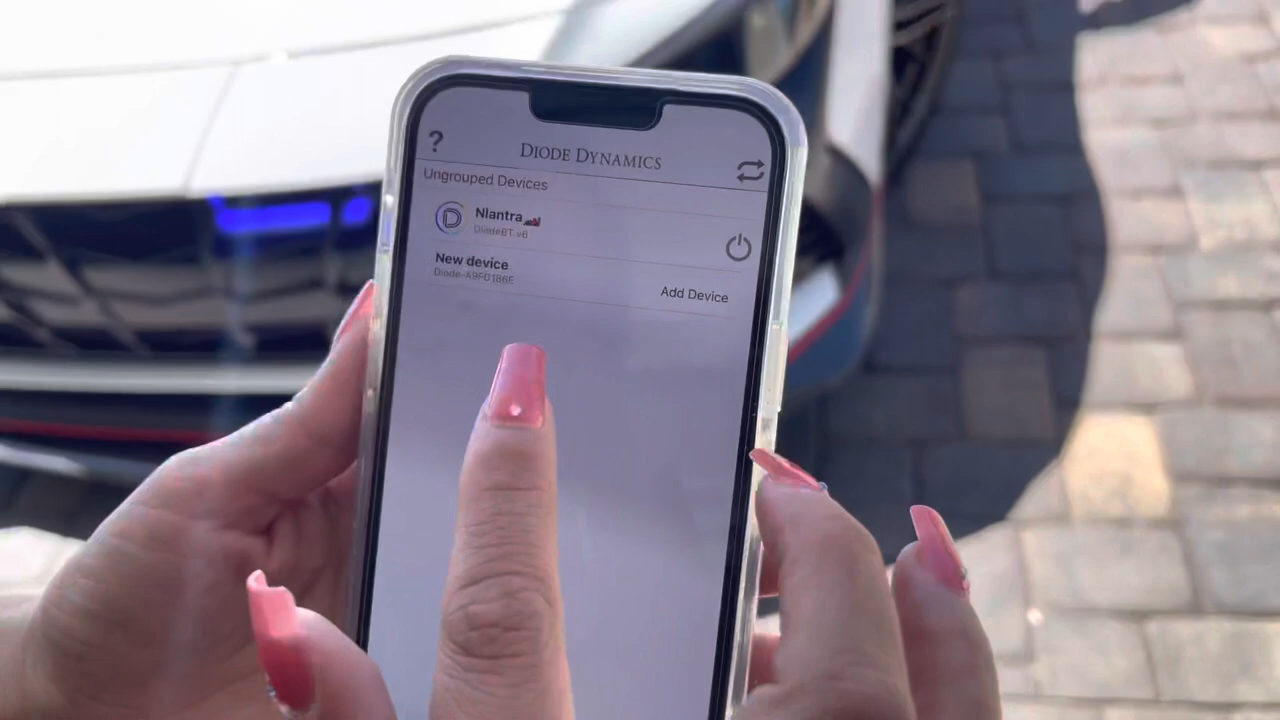 ?
DIODE DYNAMICS
Ungrouped Devices
D
Nlantra
DiodeBT v6
New device
Diode-A9F0186E
Add Device